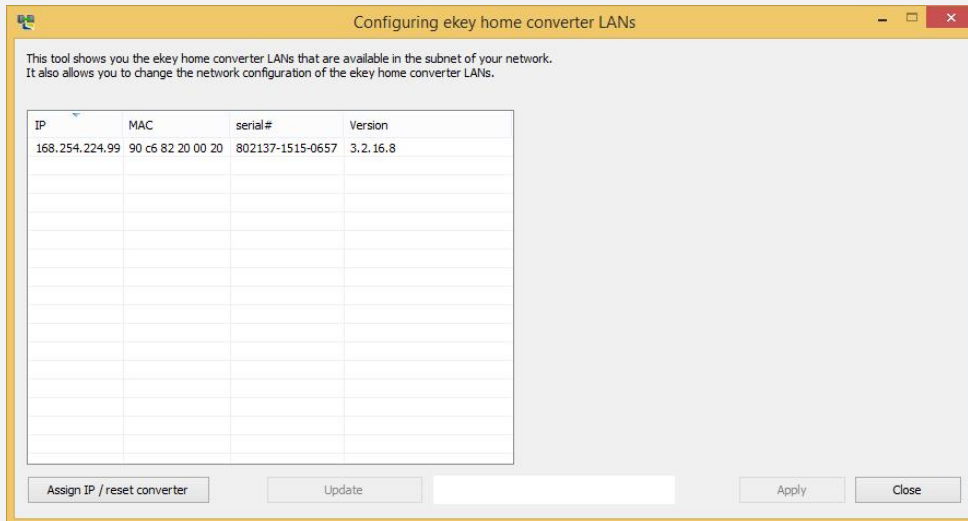 Configuring ekey home converter LANs
This tool shows you the ekey home converter LANs that are available in the subnet of your network.
It also allows you to change the network configuration of the ekey home converter LANs.
IP MAC serial# Version
168.254.224.99 90 c6 82 20 00 20 802137-1515-0657 3.2.16.8
Assign IP / reset converter Update Apply Close